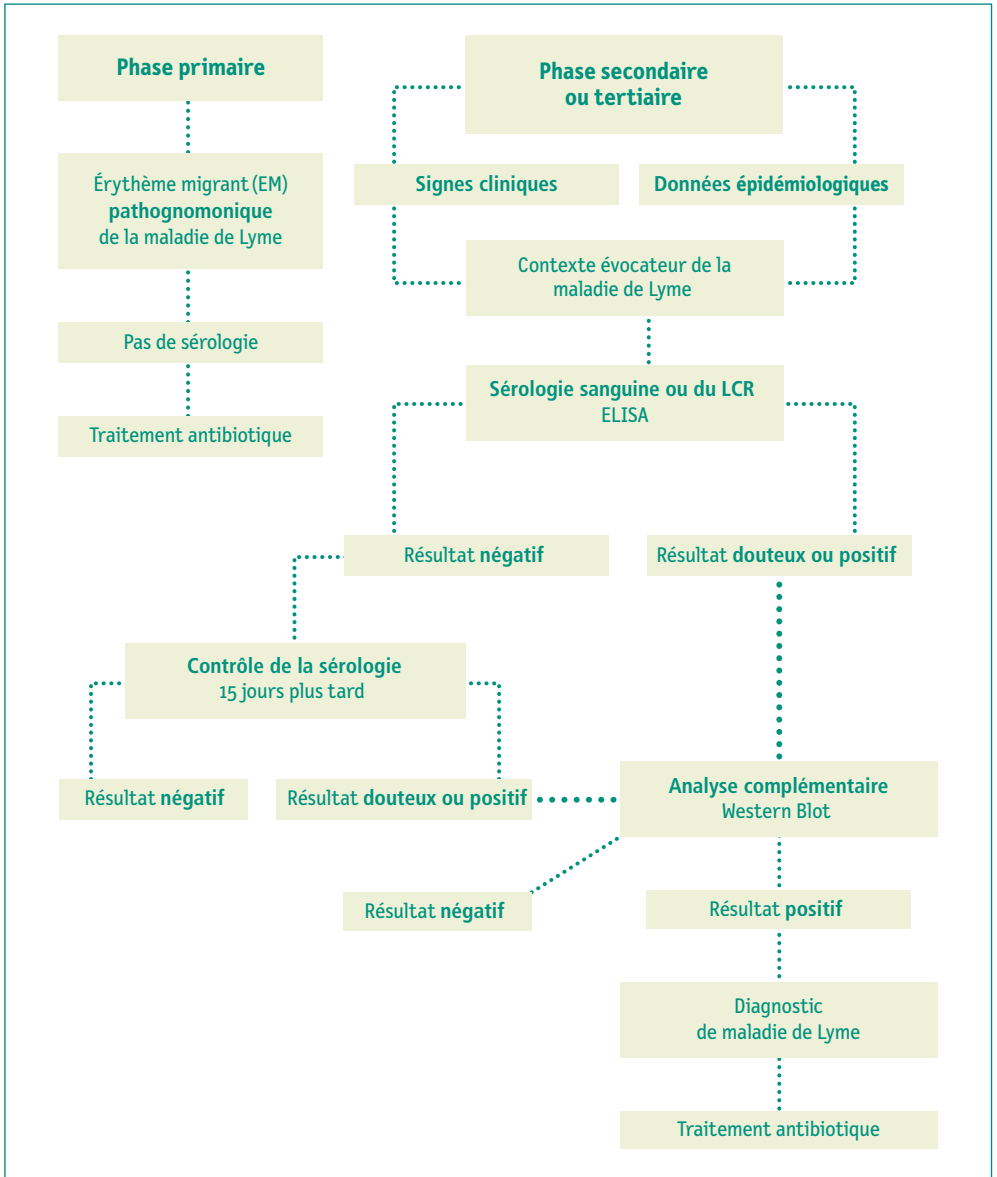 Phase primaire
Érythème migrant (EM)
pathognomonique
de la maladie de Lyme
Pas de sérologie
Traitement antibiotique
Phase secondaire
ou tertiaire
Signes cliniques
Données épidémiologiques
Contexte évocateur de la
maladie de Lyme
Sérologie sanguine ou du LCR
ELISA
Résultat négatif
Résultat douteux ou positif
Contrôle de la sérologie
15 jours plus tard
Résultat négatif
Résultat douteux ou positif
Analyse complémentaire
Western Blot
Résultat négatif
Résultat positif
Diagnostic
de maladie de Lyme
Traitement antibiotique